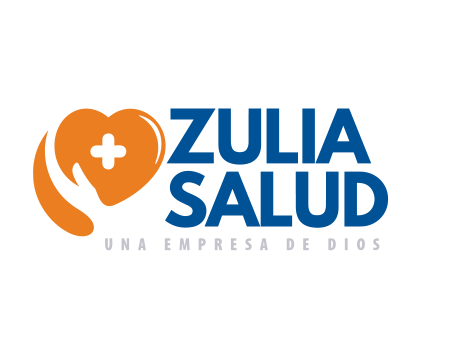 ZULIA
SALUD
UNA EMPRESA DE DIOS